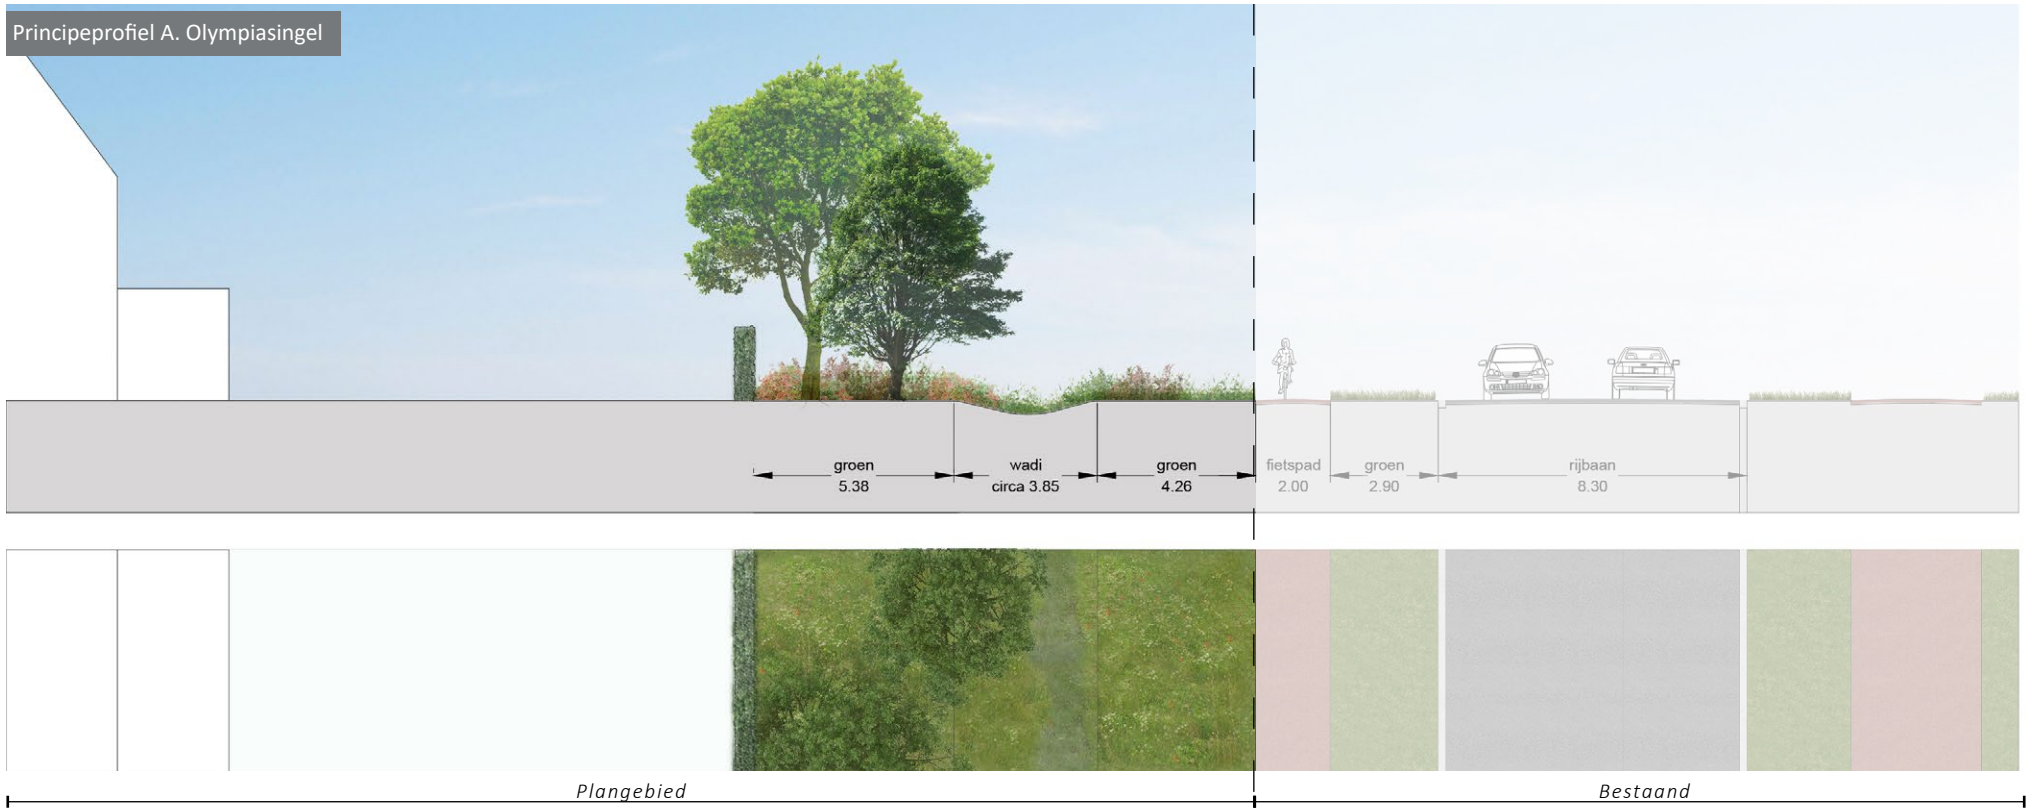 Principeprofiel A. Olympiasingel
groen
5.38
wadi
circa 3.85
groen
4.26
fietspad
2.00
groen
2.90
rijbaan
8.30
Plangebied
Bestaand